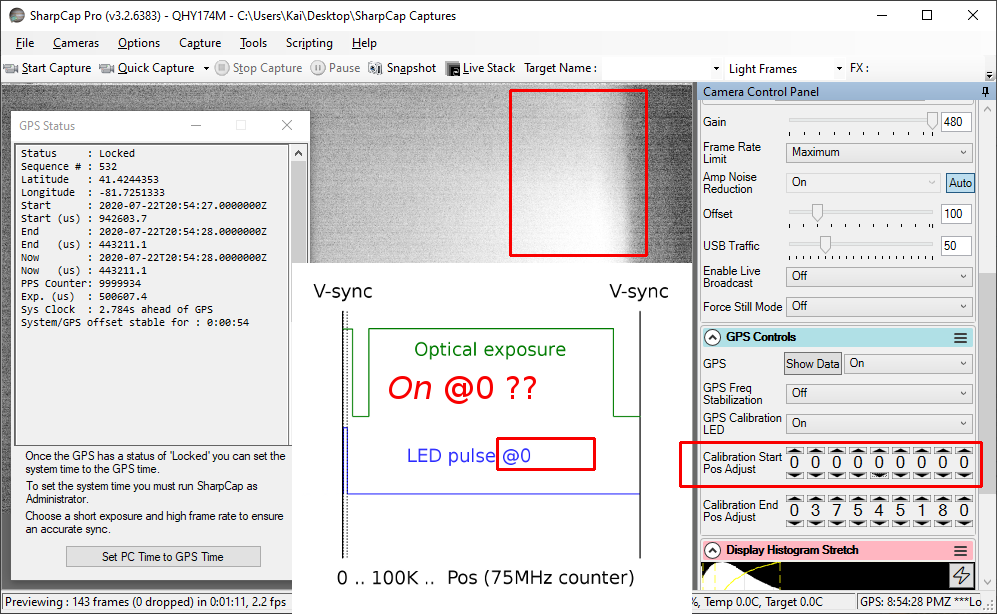 SharpCap Pro (v3.2.6383) - QHY174M - C:\Users\Kai\Desktop\SharpCap Captures
File Cameras Options Capture Tools Scripting Help
Start Capture Quick Capture Stop Capture Pause Snapshot Live Stack Target Name : Light Frames FX :
GPS Status
Status : Locked
Sequence # : 532
Latitude : 41.4244353
Longitude : -81.7251333
Start : 2020-07-22T20:54:27.0000000Z
Start (us) : 942603.7
End : 2020-07-22T20:54:28.0000000Z
End (us) : 443211.1
Now : 2020-07-22T20:54:28.0000000Z
Now (us) : 443211.1
PPS Counter: 9999934
Exp. (us) : 500607.4
Sys Clock : 2.784s ahead of GPS
System/GPS offset stable for : 0:00:54
Once the GPS has a status of 'Locked' you can set the
system time to the GPS time.
To set the system time you must run SharpCap as
Administrator.
Choose a short exposure and high frame rate to ensure
an accurate sync.
Set PC Time to GPS Time
V-sync V-sync
Optical exposure
On @0 ??
LED pulse @0
0 .. 100K .. Pos (75MHz counter)
Camera Control Panel
Gain 480
Frame Rate
Limit Maximum
Amp Noise
Reduction On Auto
Offset 100
USB Traffic 50
Enable Live
Broadcast Off
Force Still Mode Off
GPS Controls
GPS Show Data On
GPS Freq
Stabilization Off
GPS Calibration
LED On
Calibration Start
Pos Adjust 0 0 0 0 0 0 0 0 0
Calibration End
Pos Adjust 0 3 7 5 4 5 1 8 0
Display Histogram Stretch
Previewing : 143 frames (0 dropped) in 0:01:11, 2.2 fps %, Temp 0.0C, Target 0.0C GPS: 8:54:28 PMZ ***Lo